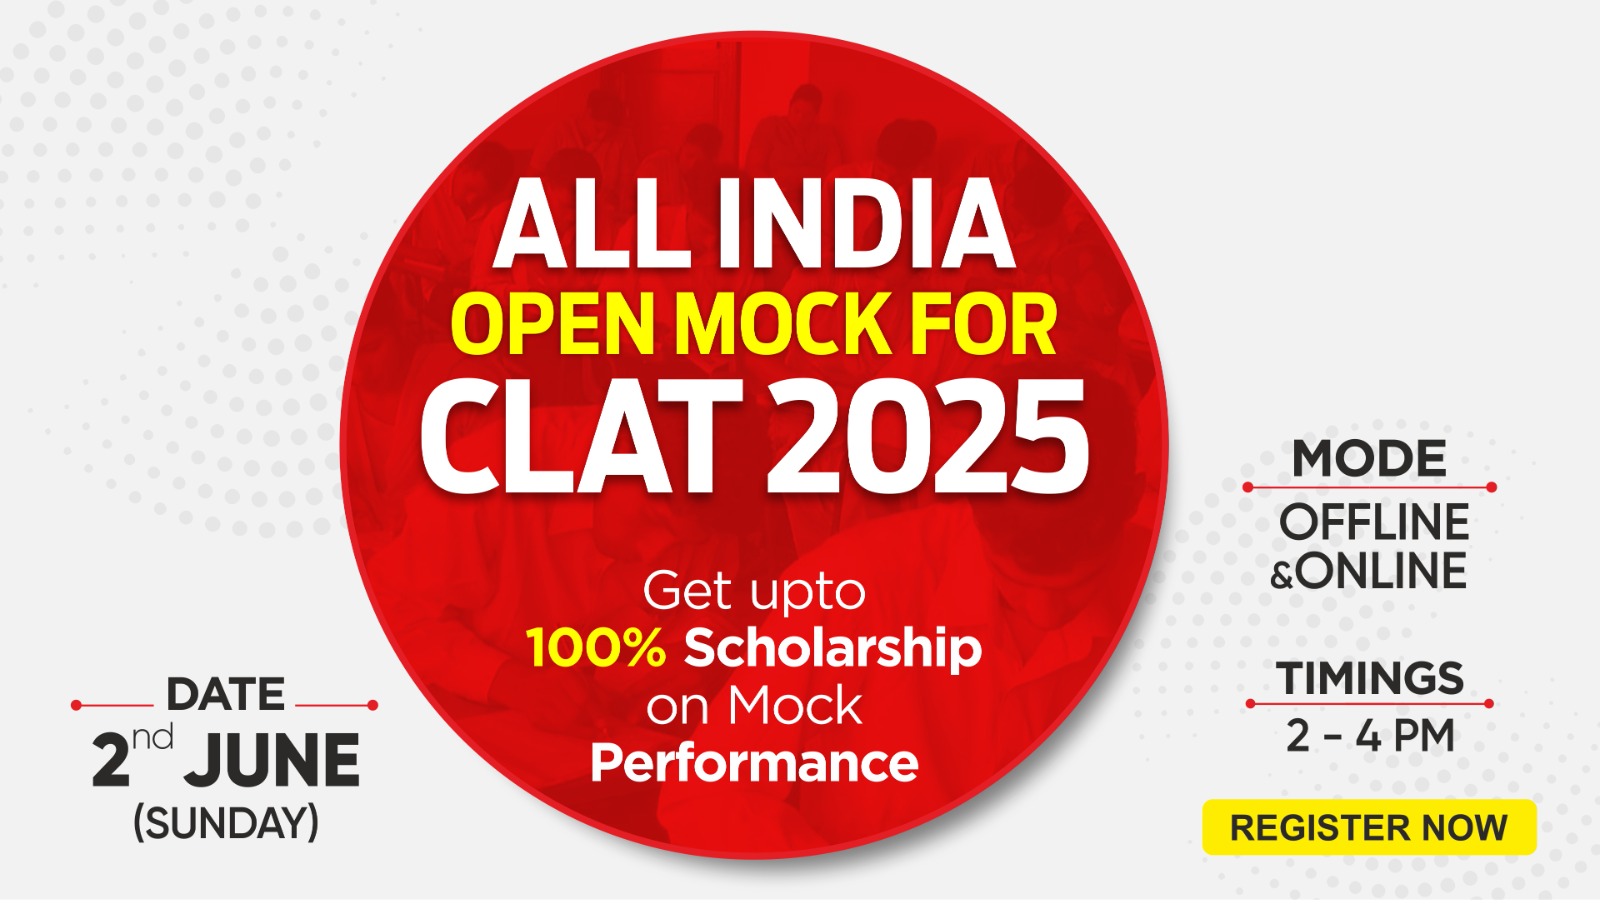 ALL INDIA
OPEN MOCK FOR
CLAT 2025
Get upto
100% Scholarship
on Mock
Performance
DATE
2nd JUNE
(SUNDAY)
MODE
OFFLINE
&ONLINE
TIMINGS
2 – 4 PM
REGISTER NOW